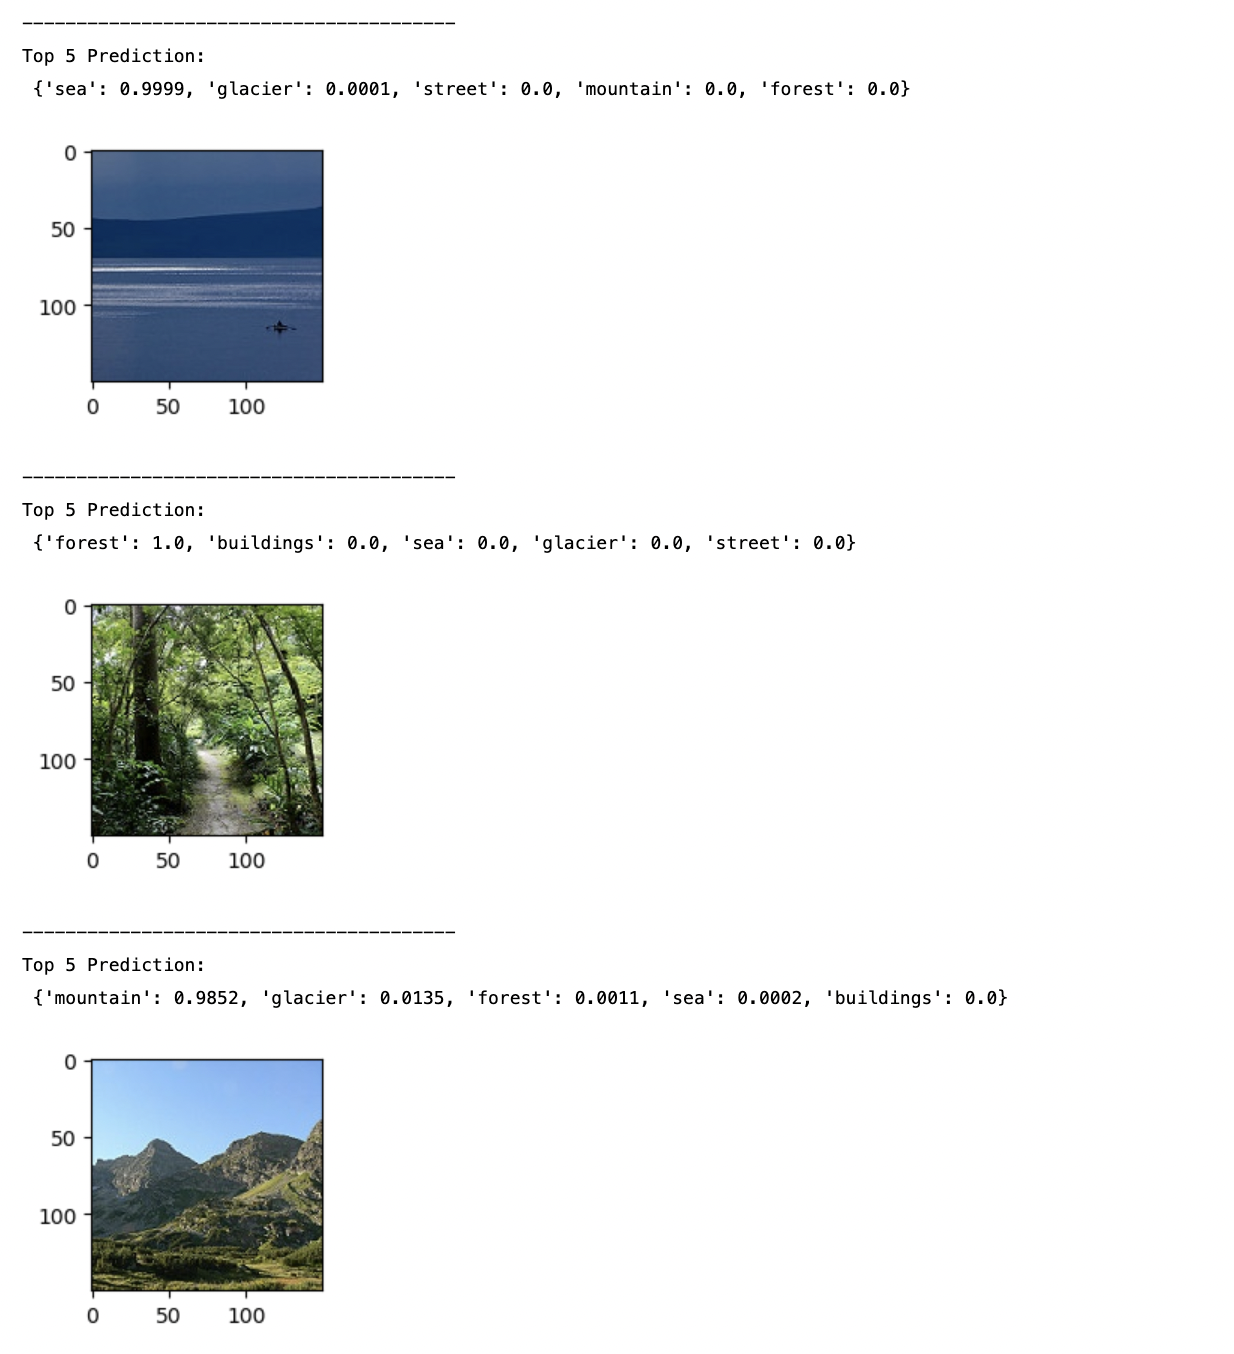 ----------------------------------------
Top 5 Prediction:
{'sea': 0.9999, 'glacier': 0.0001, 'street': 0.0, 'mountain': 0.0, 'forest': 0.0}
0
50
100
0 50 100
----------------------------------------
Top 5 Prediction:
{'forest': 1.0, 'buildings': 0.0, 'sea': 0.0, 'glacier': 0.0, 'street': 0.0}
0
50
100
0 50 100
----------------------------------------
Top 5 Prediction:
{'mountain': 0.9852, 'glacier': 0.0135, 'forest': 0.0011, 'sea': 0.0002, 'buildings': 0.0}
0
50
100
0 50 100